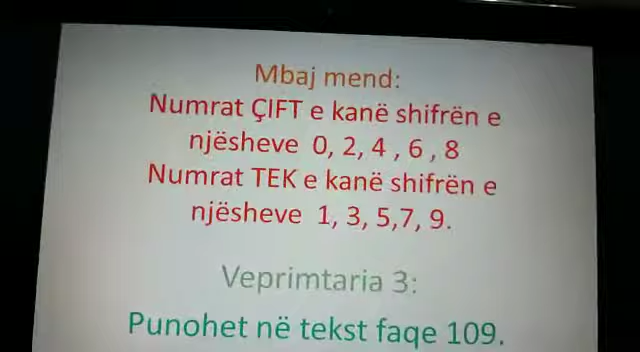 Mbaj mend:
Numrat ÇIFT e kanë shifrën e
njësheve 0, 2, 4 , 6 , 8
Numrat TEK e kanë shifrën e
njësheve 1, 3, 5,7, 9.
Veprimtaria 3:
Punohet në tekst faqe 109.